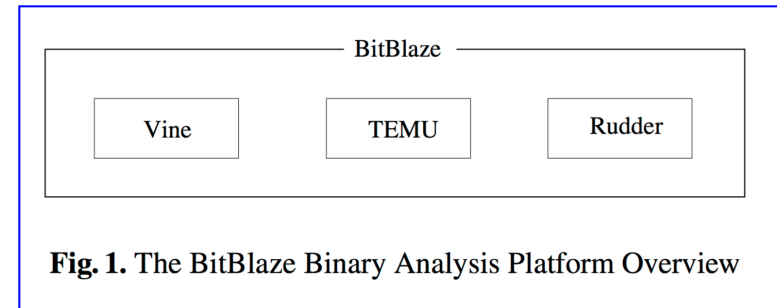 BitBlaze
Vine TEMU Rudder
Fig. 1. The BitBlaze Binary Analysis Platform Overview